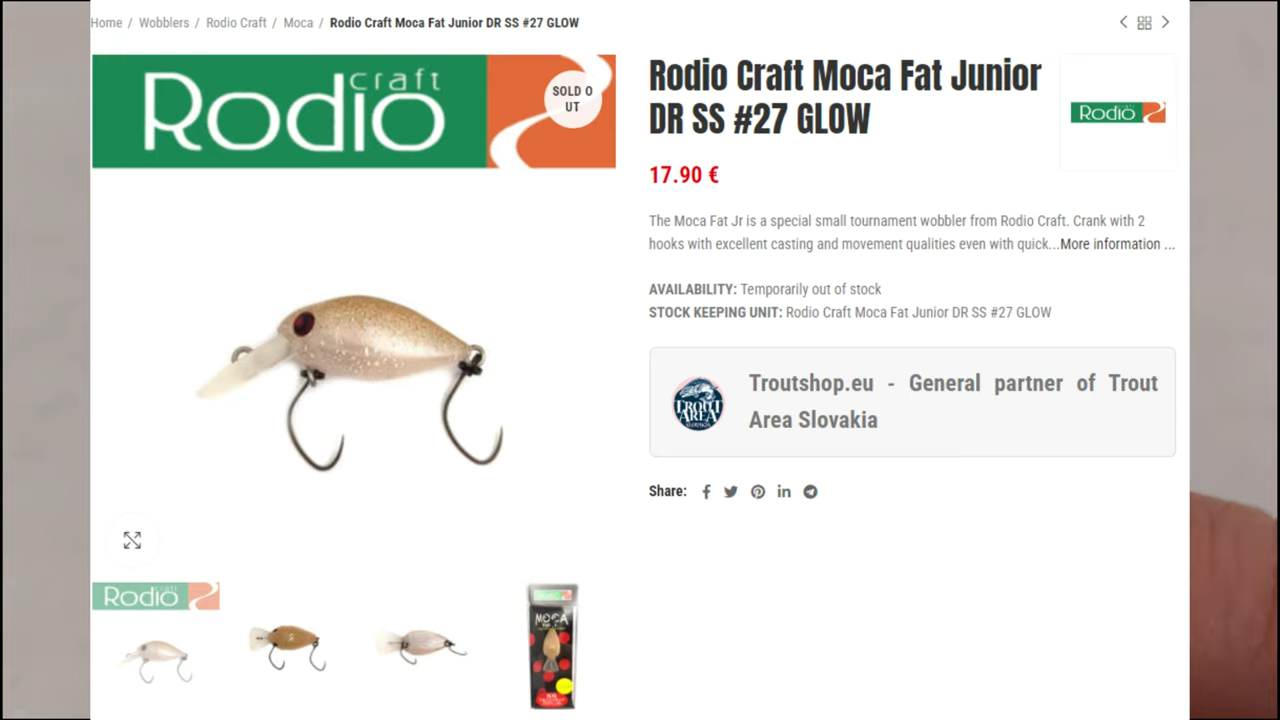 Home / Wobblers / Rodio Craft / Moca / Rodio Craft Moca Fat Junior DR SS #27 GLOW
craft
Rodio
SOLD O
UT
Rodio Craft Moca Fat Junior
DR SS #27 GLOW
Rodio
17.90 €
The Moca Fat Jr is a special small tournament wobbler from Rodio Craft. Crank with 2
hooks with excellent casting and movement qualities even with quick...More information ...
AVAILABILITY: Temporarily out of stock
STOCK KEEPING UNIT: Rodio Craft Moca Fat Junior DR SS #27 GLOW
TROUT
AREA
SLOVAKIA
Troutshop.eu - General partner of Trout
Area Slovakia
Share:
craft
Rodio
MOCA